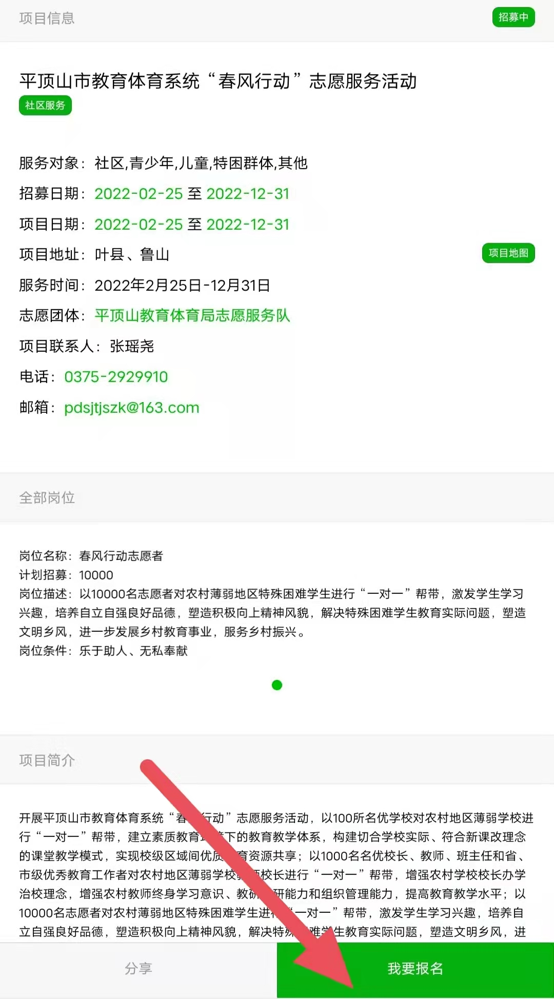 项目信息
招募中
平顶山市教育体育系统“春风行动”志愿服务活动
社区服务
服务对象：社区,青少年,儿童,特困群体,其他
招募日期：2022-02-25 至 2022-12-31
项目日期：2022-02-25 至 2022-12-31
项目地址：叶县、鲁山
项目地图
服务时间：2022年2月25日-12月31日
志愿团体：平顶山教育体育局志愿服务队
项目联系人：张瑶尧
电话：0375-2929910
邮箱：pdsjtjszk@163.com
全部岗位
岗位名称：春风行动志愿者
计划招募：10000
岗位描述：以10000名志愿者对农村薄弱地区特殊困难学生进行“一对一”帮带，激发学生学习
兴趣，培养自立自强良好品德，塑造积极向上精神风貌，解决特殊困难学生教育实际问题，塑造
文明乡风，进一步发展乡村教育事业，服务乡村振兴。
岗位条件：乐于助人、无私奉献
项目简介
开展平顶山市教育体育系统“春风行动”志愿服务活动，以100所名优学校对农村地区薄弱学校进
行“一对一”帮带，建立素质教育下的教育教学体系，构建切合学校实际、符合新课改理念
的课堂教学模式，实现校级区域间优质教育资源共享；以1000名名优校长、教师、班主任和省、
市级优秀教育工作者对农村地区薄弱学校教师校长进行“一对一”帮带，增强农村学校校长办学
治校理念，增强农村教师终身学习意识、教研研能力和组织管理能力，提高教育教学水平；以
10000名志愿者对农村薄弱地区特殊困难学生进行“一对一”帮带，激发学生学习兴趣，培养自
立自强良好品德，塑造积极向上精神风貌，解决特殊困难学生教育实际问题，塑造文明乡风，进
分享
我要报名